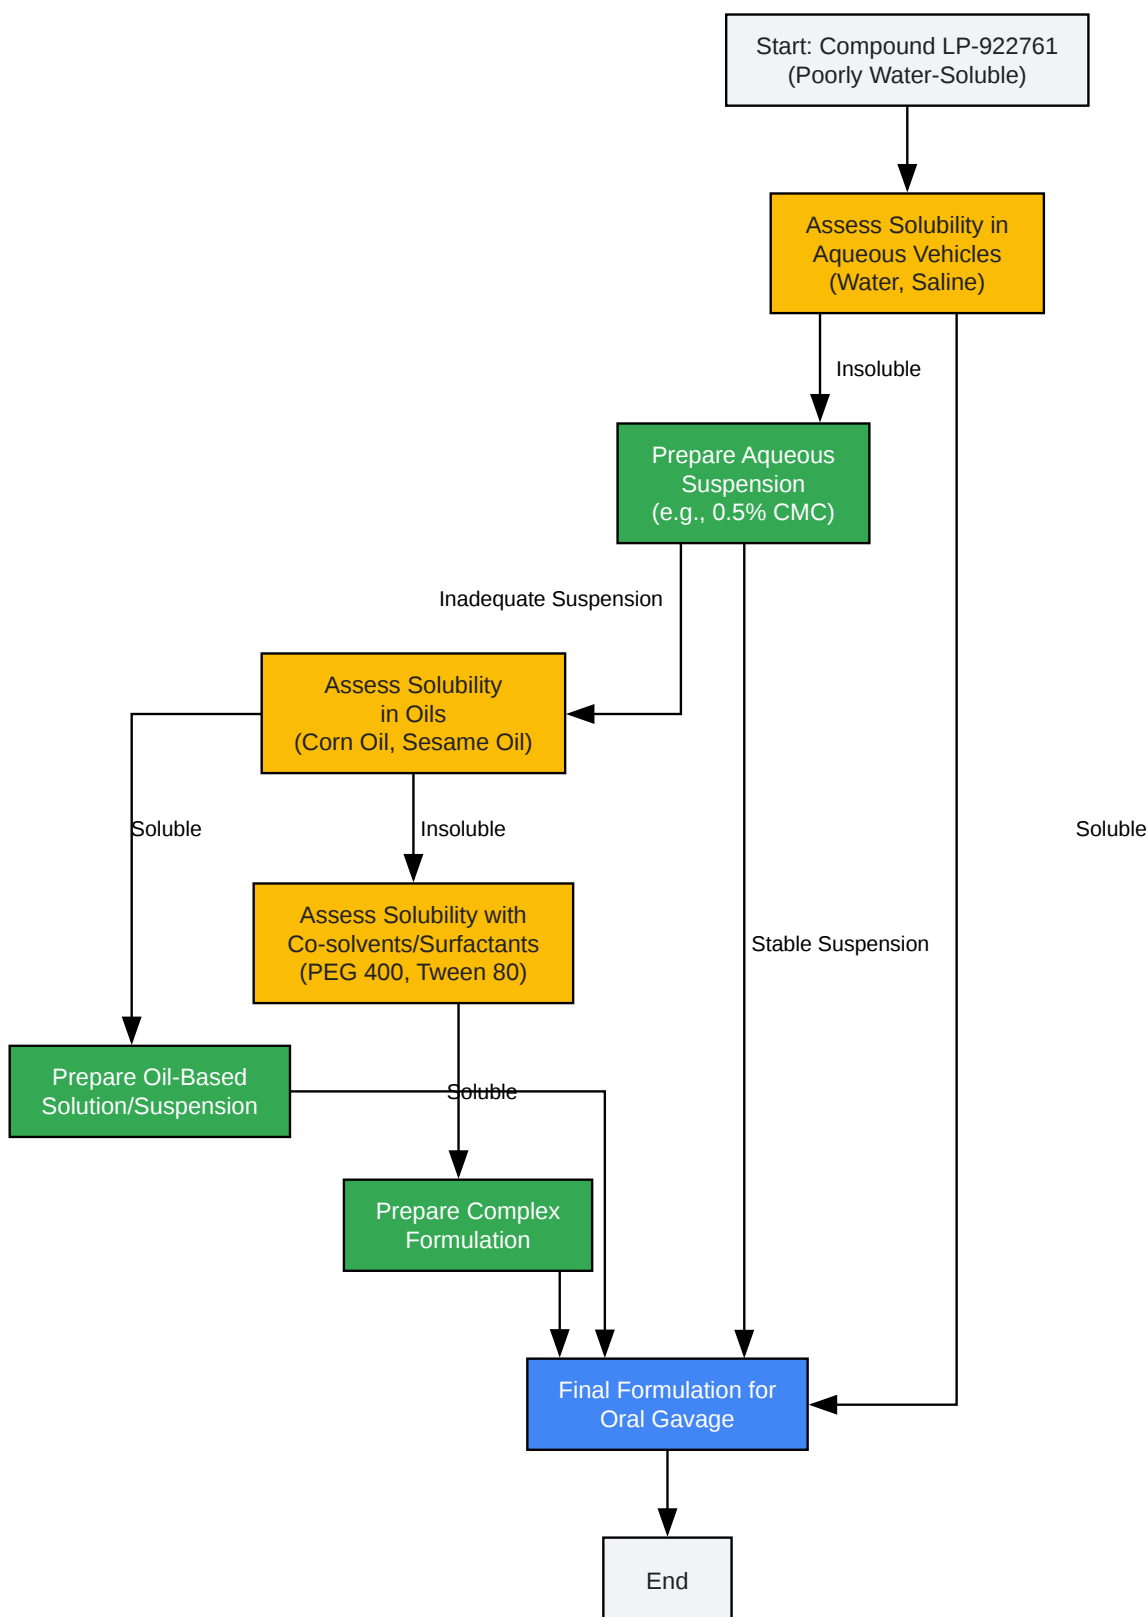 Start: Compound LP-922761
(Poorly Water-Soluble)
Assess Solubility in
Aqueous Vehicles
(Water, Saline)
Insoluble
Prepare Aqueous
Suspension
(e.g., 0.5% CMC)
Inadequate Suspension
Assess Solubility
in Oils
(Corn Oil, Sesame Oil)
Soluble
Insoluble
Soluble
Assess Solubility with
Co-solvents/Surfactants
(PEG 400, Tween 80)
Stable Suspension
Prepare Oil-Based
Solution/Suspension
Soluble
Prepare Complex
Formulation
Final Formulation for
Oral Gavage
End